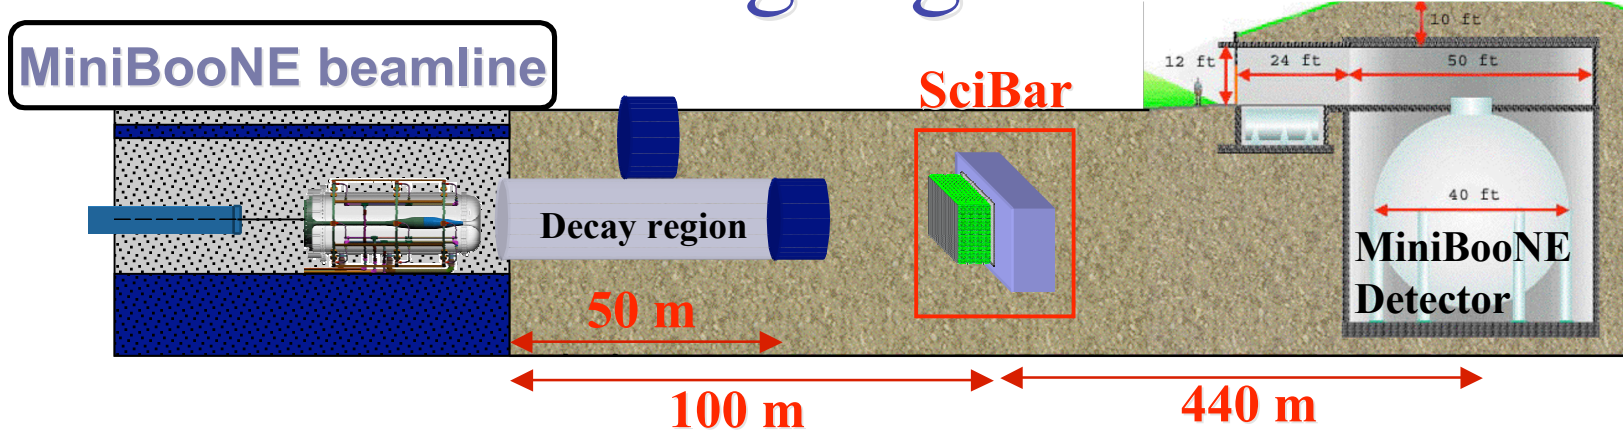 MiniBooNE beamline
10 ft
12 ft
24 ft
50 ft
SciBar
40 ft
Decay region
MiniBooNE
Detector
50 m
100 m
440 m